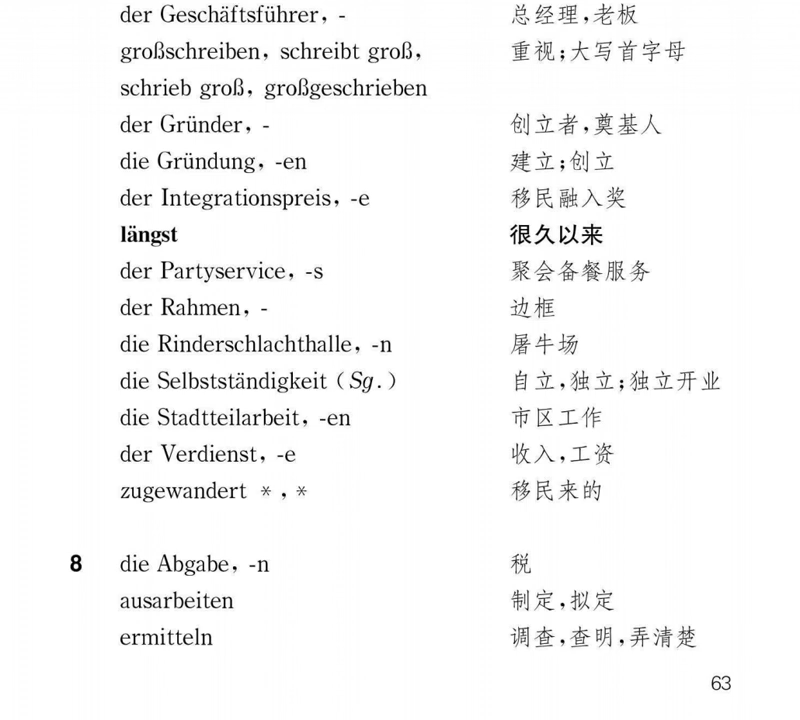 der Geschäftsführer, - 总经理,老板
großschreiben, schreibt groß, 重视;大写首字母
schrieb groß, großgeschrieben
der Gründer, - 创立者,奠基人
die Gründung, -en 建立;创立
der Integrationspreis, -e 移民融入奖
längst 很久以来
der Partyservice, -s 聚会备餐服务
der Rahmen, - 边框
die Rinderschlachthalle, -n 屠牛场
die Selbstständigkeit (Sg.) 自立,独立;独立开业
die Stadtteilarbeit, -en 市区工作
der Verdienst, -e 收入,工资
zugewandert *, * 移民来的
8 die Abgabe, -n 税
ausarbeiten 制定,拟定
ermitteln 调查,查明,弄清楚
63